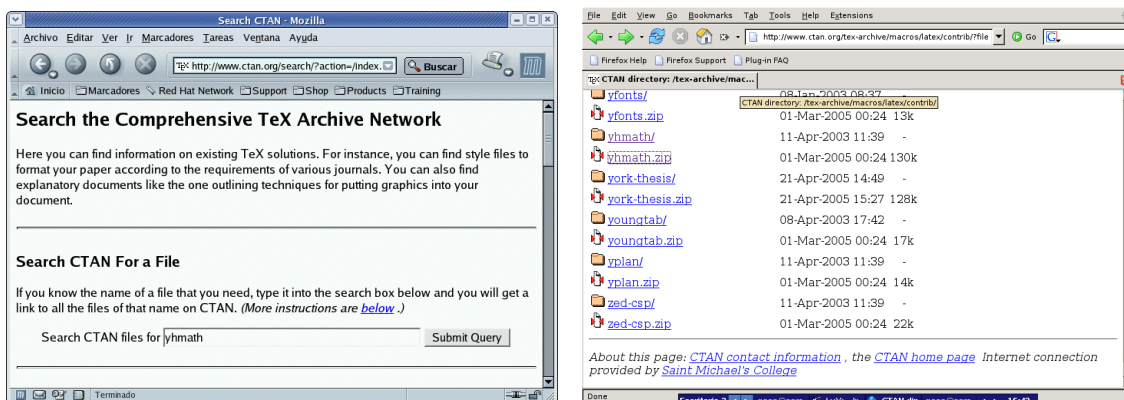 Search CTAN - Mozilla
Archivo Editar Ver Ir Marcadores Tareas Ventana Ayuda
http://www.ctan.org/search/?action=/index. Buscar
Inicio Marcadores Red Hat Network Support Shop Products Training
Search the Comprehensive TeX Archive Network
Here you can find information on existing TeX solutions. For instance, you can find style files to
format your paper according to the requirements of various journals. You can also find
explanatory documents like the one outlining techniques for putting graphics into your
document.
Search CTAN For a File
If you know the name of a file that you need, type it into the search box below and you will get a
link to all the files of that name on CTAN. (More instructions are below .)
Search CTAN files for yhmath Submit Query
Terminado
File Edit View Go Bookmarks Tab Tools Help Extensions
http://www.ctan.org/tex-archive/macros/latex/contrib/?file Go G
Firefox Help Firefox Support Plug-in FAQ
TeX CTAN directory: /tex-archive/mac...
CTAN directory: /tex-archive/macros/latex/contrib/
yfonts/ 08-Jan-2003 08:37 -
yfonts.zip 01-Mar-2005 00:24 13k
yhmath/ 11-Apr-2003 11:39 -
yhmath.zip 01-Mar-2005 00:24 130k
york-thesis/ 21-Apr-2005 14:49 -
york-thesis.zip 21-Apr-2005 15:27 128k
youngtab/ 08-Apr-2003 17:42 -
youngtab.zip 01-Mar-2005 00:24 17k
yplan/ 11-Apr-2003 11:39 -
yplan.zip 01-Mar-2005 00:24 14k
zed-csp/ 11-Apr-2003 11:39 -
zed-csp.zip 01-Mar-2005 00:24 22k
About this page: CTAN contact information , the CTAN home page Internet connection
provided by Saint Michael's College
Done